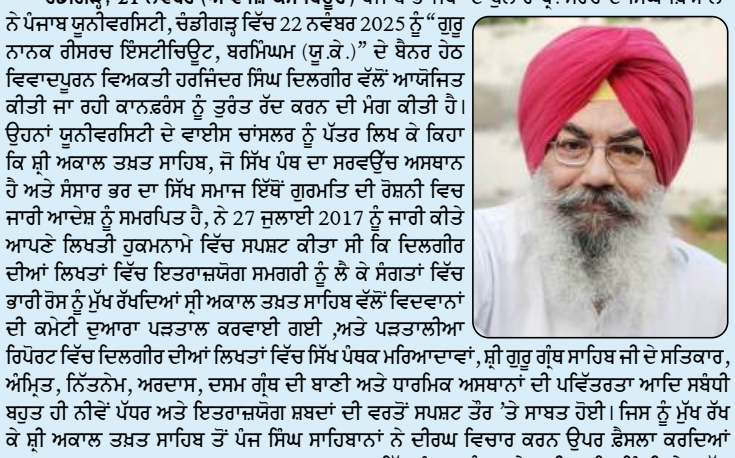 ਨੇ ਪੰਜਾਬ ਯੂਨੀਵਰਸਿਟੀ, ਚੰਡੀਗੜ੍ਹ ਵਿੱਚ 22 ਨਵੰਬਰ 2025 ਨੂੰ “ਗੁਰੂ
ਨਾਨਕ ਰੀਸਰਚ ਇੰਸਟੀਚਿਊਟ, ਬਰਮਿੰਘਮ (ਯੂ.ਕੇ.)” ਦੇ ਬੈਨਰ ਹੇਠ
ਵਿਵਾਦਪੂਰਨ ਵਿਅਕਤੀ ਹਰਜਿੰਦਰ ਸਿੰਘ ਦਿਲਗੀਰ ਵੱਲੋਂ ਆਯੋਜਿਤ
ਕੀਤੀ ਜਾ ਰਹੀ ਕਾਨਫ਼ਰੰਸ ਨੂੰ ਤੁਰੰਤ ਰੱਦ ਕਰਨ ਦੀ ਮੰਗ ਕੀਤੀ ਹੈ।
ਉਹਨਾਂ ਯੂਨੀਵਰਸਿਟੀ ਦੇ ਵਾਈਸ ਚਾਂਸਲਰ ਨੂੰ ਪੱਤਰ ਲਿਖ ਕੇ ਕਿਹਾ
ਕਿ ਸ਼੍ਰੀ ਅਕਾਲ ਤਖ਼ਤ ਸਾਹਿਬ, ਜੋ ਸਿੱਖ ਪੰਥ ਦਾ ਸਰਵਉੱਚ ਅਸਥਾਨ
ਹੈ ਅਤੇ ਸੰਸਾਰ ਭਰ ਦਾ ਸਿੱਖ ਸਮਾਜ ਇੱਥੋਂ ਗੁਰਮਤਿ ਦੀ ਰੋਸ਼ਨੀ ਵਿਚ
ਜਾਰੀ ਆਦੇਸ਼ ਨੂੰ ਸਮਰਪਿਤ ਹੈ, ਨੇ 27 ਜੁਲਾਈ 2017 ਨੂੰ ਜਾਰੀ ਕੀਤੇ
ਆਪਣੇ ਲਿਖਤੀ ਹੁਕਮਨਾਮੇ ਵਿੱਚ ਸਪਸ਼ਟ ਕੀਤਾ ਸੀ ਕਿ ਦਿਲਗੀਰ
ਦੀਆਂ ਲਿਖਤਾਂ ਵਿੱਚ ਇਤਰਾਜ਼ਯੋਗ ਸਮਗਰੀ ਨੂੰ ਲੈ ਕੇ ਸੰਗਤਾਂ ਵਿੱਚ
ਭਾਰੀ ਰੋਸ ਨੂੰ ਮੁੱਖ ਰੱਖਦਿਆਂ ਸ੍ਰੀ ਅਕਾਲ ਤਖ਼ਤ ਸਾਹਿਬ ਵੱਲੋਂ ਵਿਦਵਾਨਾਂ
ਦੀ ਕਮੇਟੀ ਦੁਆਰਾ ਪੜਤਾਲ ਕਰਵਾਈ ਗਈ ,ਅਤੇ ਪੜਤਾਲੀਆ
ਰਿਪੋਰਟ ਵਿੱਚ ਦਿਲਗੀਰ ਦੀਆਂ ਲਿਖਤਾਂ ਵਿੱਚ ਸਿੱਖ ਪੰਥਕ ਮਰਿਆਦਾਵਾਂ, ਸ਼੍ਰੀ ਗੁਰੂ ਗ੍ਰੰਥ ਸਾਹਿਬ ਜੀ ਦੇ ਸਤਿਕਾਰ,
ਅੰਮ੍ਰਿਤ, ਨਿੱਤਨੇਮ, ਅਰਦਾਸ, ਦਸਮ ਗ੍ਰੰਥ ਦੀ ਬਾਣੀ ਅਤੇ ਧਾਰਮਿਕ ਅਸਥਾਨਾਂ ਦੀ ਪਵਿੱਤਰਤਾ ਆਦਿ ਸਬੰਧੀ
ਬਹੁਤ ਹੀ ਨੀਵੇਂ ਪੱਧਰ ਅਤੇ ਇਤਰਾਜ਼ਯੋਗ ਸ਼ਬਦਾਂ ਦੀ ਵਰਤੋਂ ਸਪਸ਼ਟ ਤੌਰ ’ਤੇ ਸਾਬਤ ਹੋਈ। ਜਿਸ ਨੂੰ ਮੁੱਖ ਰੱਖ
ਕੇ ਸ਼੍ਰੀ ਅਕਾਲ ਤਖ਼ਤ ਸਾਹਿਬ ਤੋਂ ਪੰਜ ਸਿੰਘ ਸਾਹਿਬਾਨਾਂ ਨੇ ਦੀਰਘ ਵਿਚਾਰ ਕਰਨ ਉਪਰ ਫ਼ੈਸਲਾ ਕਰਦਿਆਂ